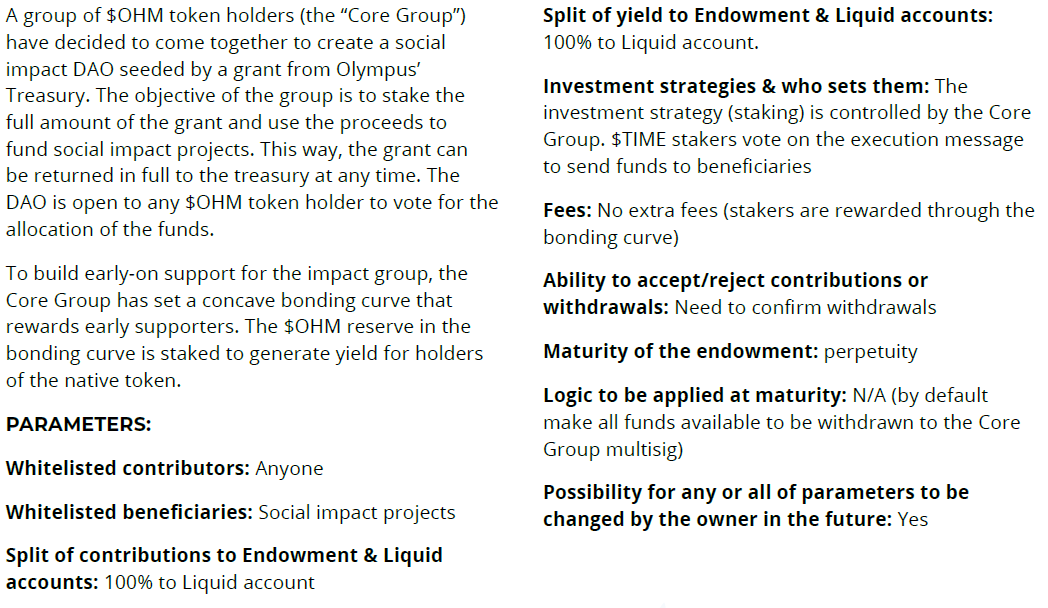 A group of $OHM token holders (the “Core Group”)
have decided to come together to create a social
impact DAO seeded by a grant from Olympus’
Treasury. The objective of the group is to stake the
full amount of the grant and use the proceeds to
fund social impact projects. This way, the grant can
be returned in full to the treasury at any time. The
DAO is open to any $OHM token holder to vote for the
allocation of the funds.
To build early-on support for the impact group, the
Core Group has set a concave bonding curve that
rewards early supporters. The $OHM reserve in the
bonding curve is staked to generate yield for holders
of the native token.
PARAMETERS:
Whitelisted contributors: Anyone
Whitelisted beneficiaries: Social impact projects
Split of contributions to Endowment & Liquid
accounts: 100% to Liquid account
Split of yield to Endowment & Liquid accounts:
100% to Liquid account.
Investment strategies & who sets them: The
investment strategy (staking) is controlled by the Core
Group. $TIME stakers vote on the execution message
to send funds to beneficiaries
Fees: No extra fees (stakers are rewarded through the
bonding curve)
Ability to accept/reject contributions or
withdrawals: Need to confirm withdrawals
Maturity of the endowment: perpetuity
Logic to be applied at maturity: N/A (by default
make all funds available to be withdrawn to the Core
Group multisig)
Possibility for any or all of parameters to be
changed by the owner in the future: Yes